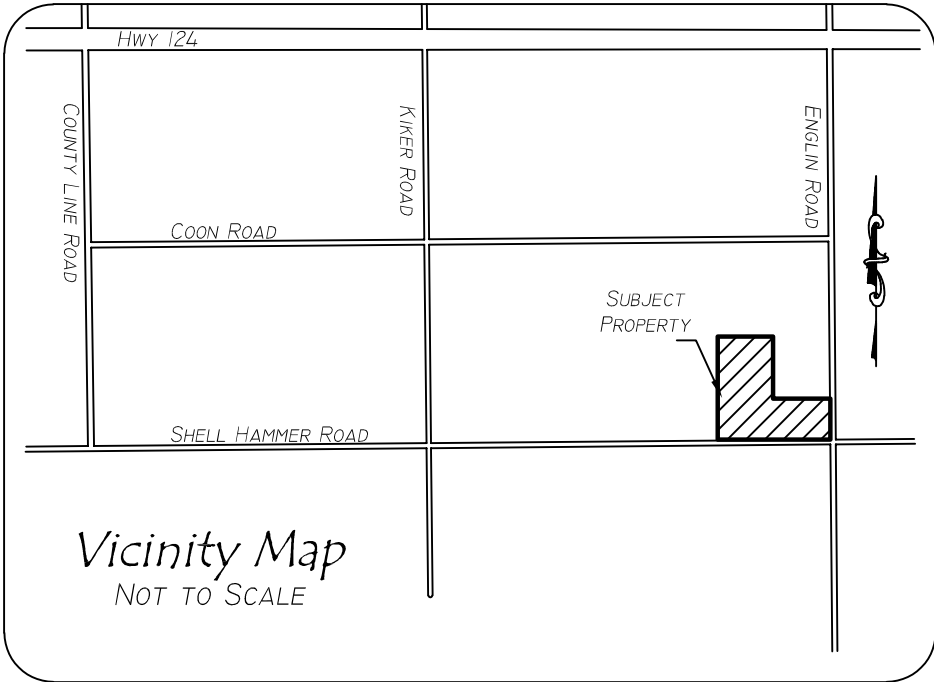 HWY 124
COUNTY LINE ROAD
KIKER ROAD
ENGLIN ROAD
COON ROAD
SUBJECT
PROPERTY
SHELL HAMMER ROAD
Vicinity Map
NOT TO SCALE